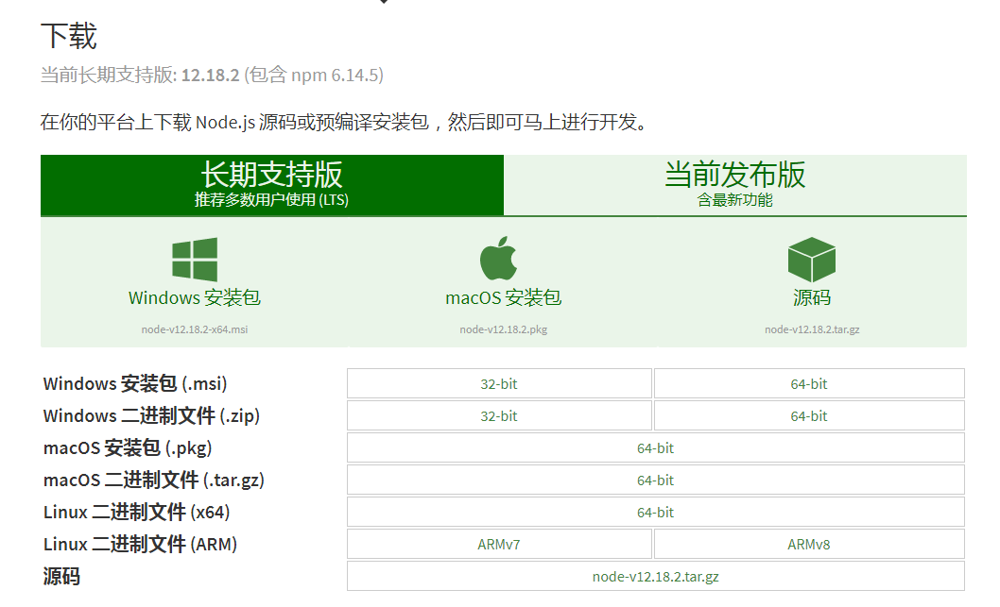 下载
当前长期支持版: 12.18.2 (包含 npm 6.14.5)
在你的平台上下载 Node.js 源码或预编译安装包，然后即可马上进行开发。
长期支持版
推荐多数用户使用 (LTS)
当前发布版
含最新功能
Windows 安装包
node-v12.18.2-x64.msi
macOS 安装包
node-v12.18.2.pkg
源码
node-v12.18.2.tar.gz
Windows 安装包 (.msi) 32-bit 64-bit
Windows 二进制文件 (.zip) 32-bit 64-bit
macOS 安装包 (.pkg) 64-bit
macOS 二进制文件 (.tar.gz) 64-bit
Linux 二进制文件 (x64) 64-bit
Linux 二进制文件 (ARM) ARMv7 ARMv8
源码 node-v12.18.2.tar.gz